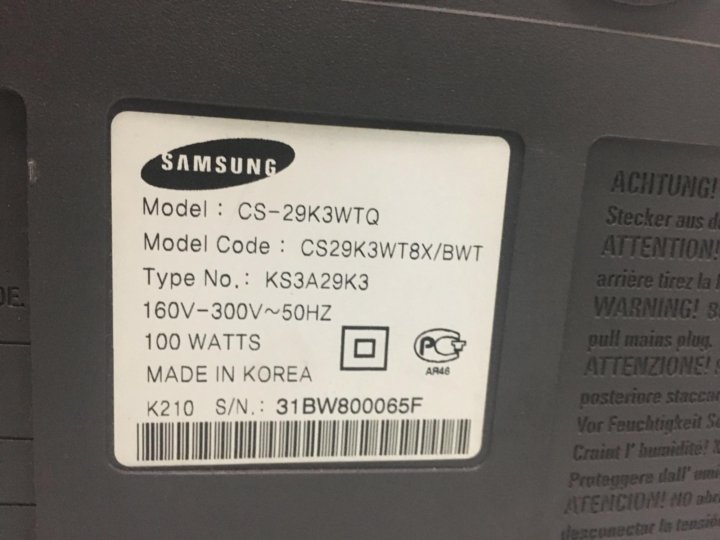 SAMSUNG
Model : CS-29K3WTQ
Model Code : CS29K3WT8X/BWT
Type No. : KS3A29K3
160V-300V~50HZ
100 WATTS
MADE IN KOREA
AR46
K210 S/N. : 31BW800065F
ACHTUNG!
Stecker aus
ATTENTION!
arrière tirez la
WARNING!
pull mains plug.
ATTENZIONE!
posteriore
Vor Feuchtigkeit
Craint l' humidité!
Proteggere dall'
ATENCION! NO
desconectar la